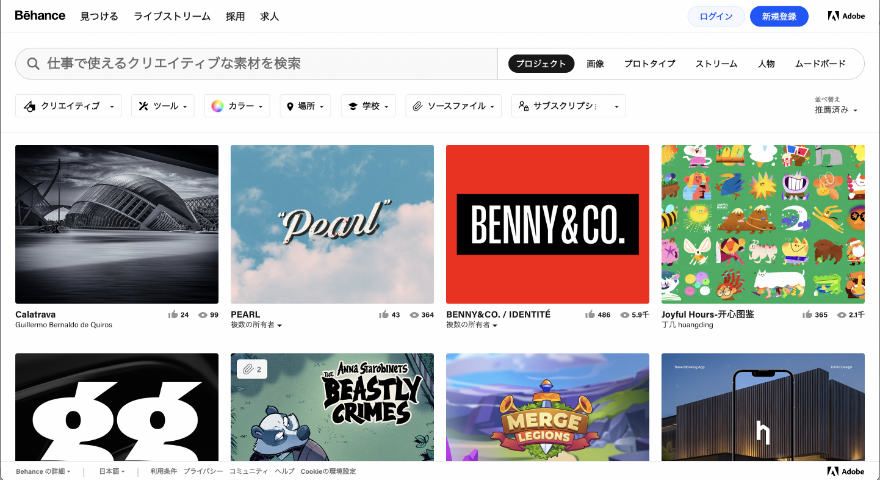 Bēhance 見つける ライブストリーム 採用 求人 ログイン 新規登録 Adobe
仕事で使えるクリエイティブな素材を検索 プロジェクト 画像 プロトタイプ ストリーム 人物 ムードボード
クリエイティブ ツール カラー 場所 学校 ソースファイル サブスクリプシ
並べ替え
推薦済み
"Pearl"
BENNY&CO.
Calatrava 24 99
Guillermo Bernaldo de Quiros
PEARL 43 364
複数の所有者
BENNY&CO. / IDENTITÉ 486 5.9千
複数の所有者
Joyful Hours-开心图鉴 365 2.1千
丁几 huangding
gg
2
Anna Starobinets
THE BEASTLY CRIMES
MERGE LEGIONS
h
Behance の詳細 日本語 利用条件 プライバシー コミュニティ ヘルプ Cookieの環境設定 Adobe